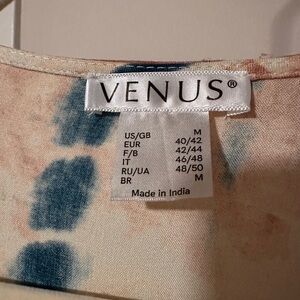 VENUS®
US/GB M
EUR 40/42
F/B 42/44
IT 46/48
RU/UA 48/50
BR M
Made in India